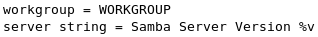 workgroup = WORKGROUP
server string = Samba Server Version %v